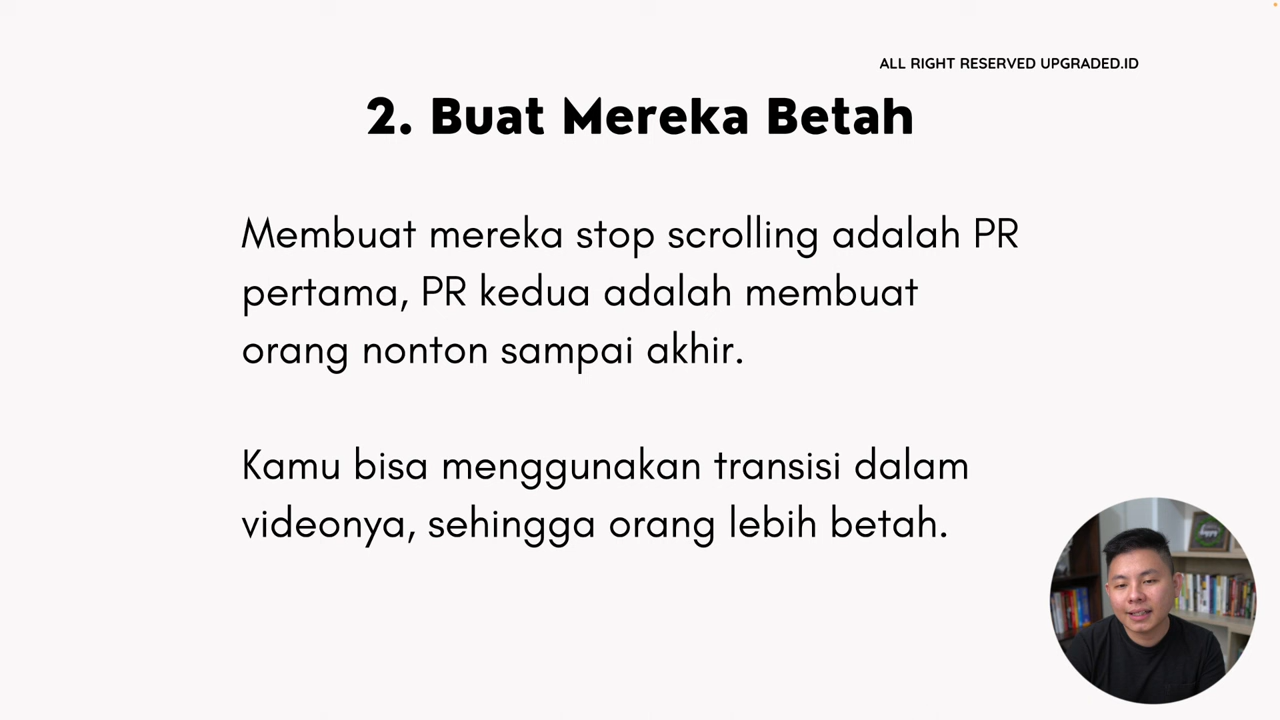 ALL RIGHT RESERVED UPGRADED.ID
2. Buat Mereka Betah
Membuat mereka stop scrolling adalah PR
pertama, PR kedua adalah membuat
orang nonton sampai akhir.
Kamu bisa menggunakan transisi dalam
videonya, sehingga orang lebih betah.